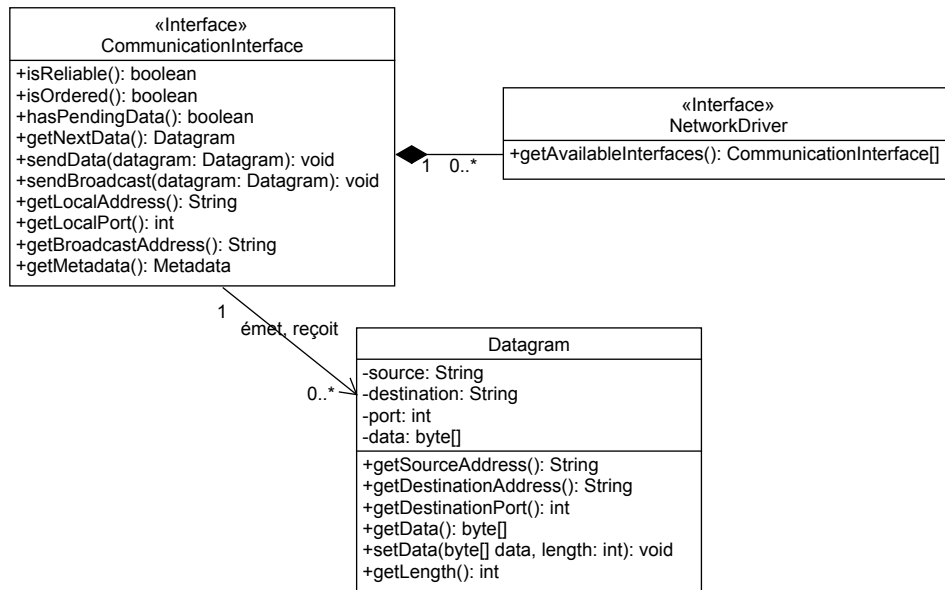 «Interface»
CommunicationInterface
+isReliable(): boolean
+isOrdered(): boolean
+hasPendingData(): boolean
+getNextData(): Datagram
+sendData(datagram: Datagram): void
+sendBroadcast(datagram: Datagram): void
+getLocalAddress(): String
+getLocalPort(): int
+getBroadcastAddress(): String
+getMetadata(): Metadata
1
0..*
«Interface»
NetworkDriver
+getAvailableInterfaces(): CommunicationInterface[]
1
émet, reçoit
0..*
Datagram
-source: String
-destination: String
-port: int
-data: byte[]
+getSourceAddress(): String
+getDestinationAddress(): String
+getDestinationPort(): int
+getData(): byte[]
+setData(byte[] data, length: int): void
+getLength(): int